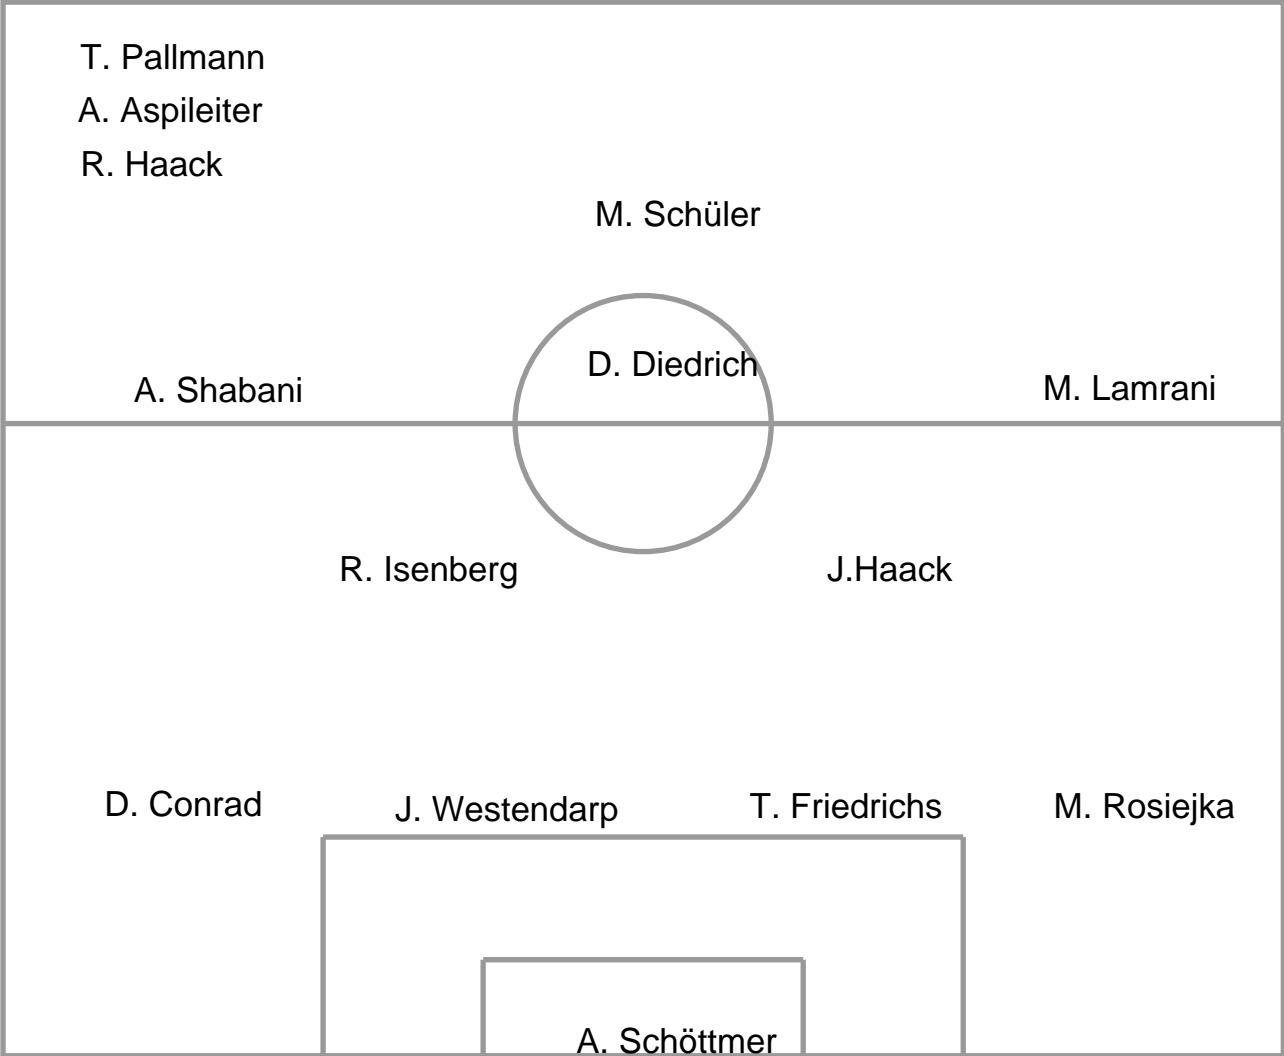 T. Pallmann
A. Aspileiter
R. Haack
M. Schüler
D. Diedrich
A. Shabani
M. Lamrani
R. Isenberg
J.Haack
D. Conrad
J. Westendarp
T. Friedrichs
M. Rosiejka
A. Schöttmer